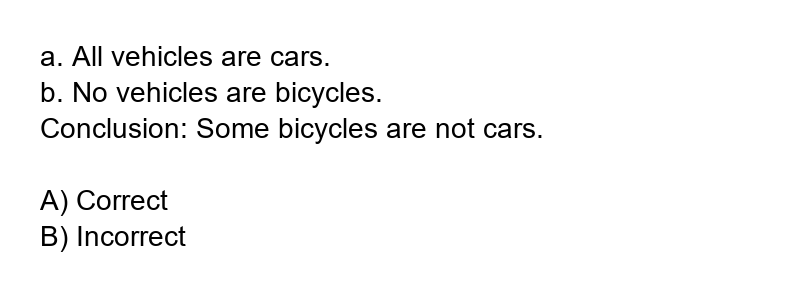 a. All vehicles are cars.
b. No vehicles are bicycles.
Conclusion: Some bicycles are not cars.
A) Correct
B) Incorrect